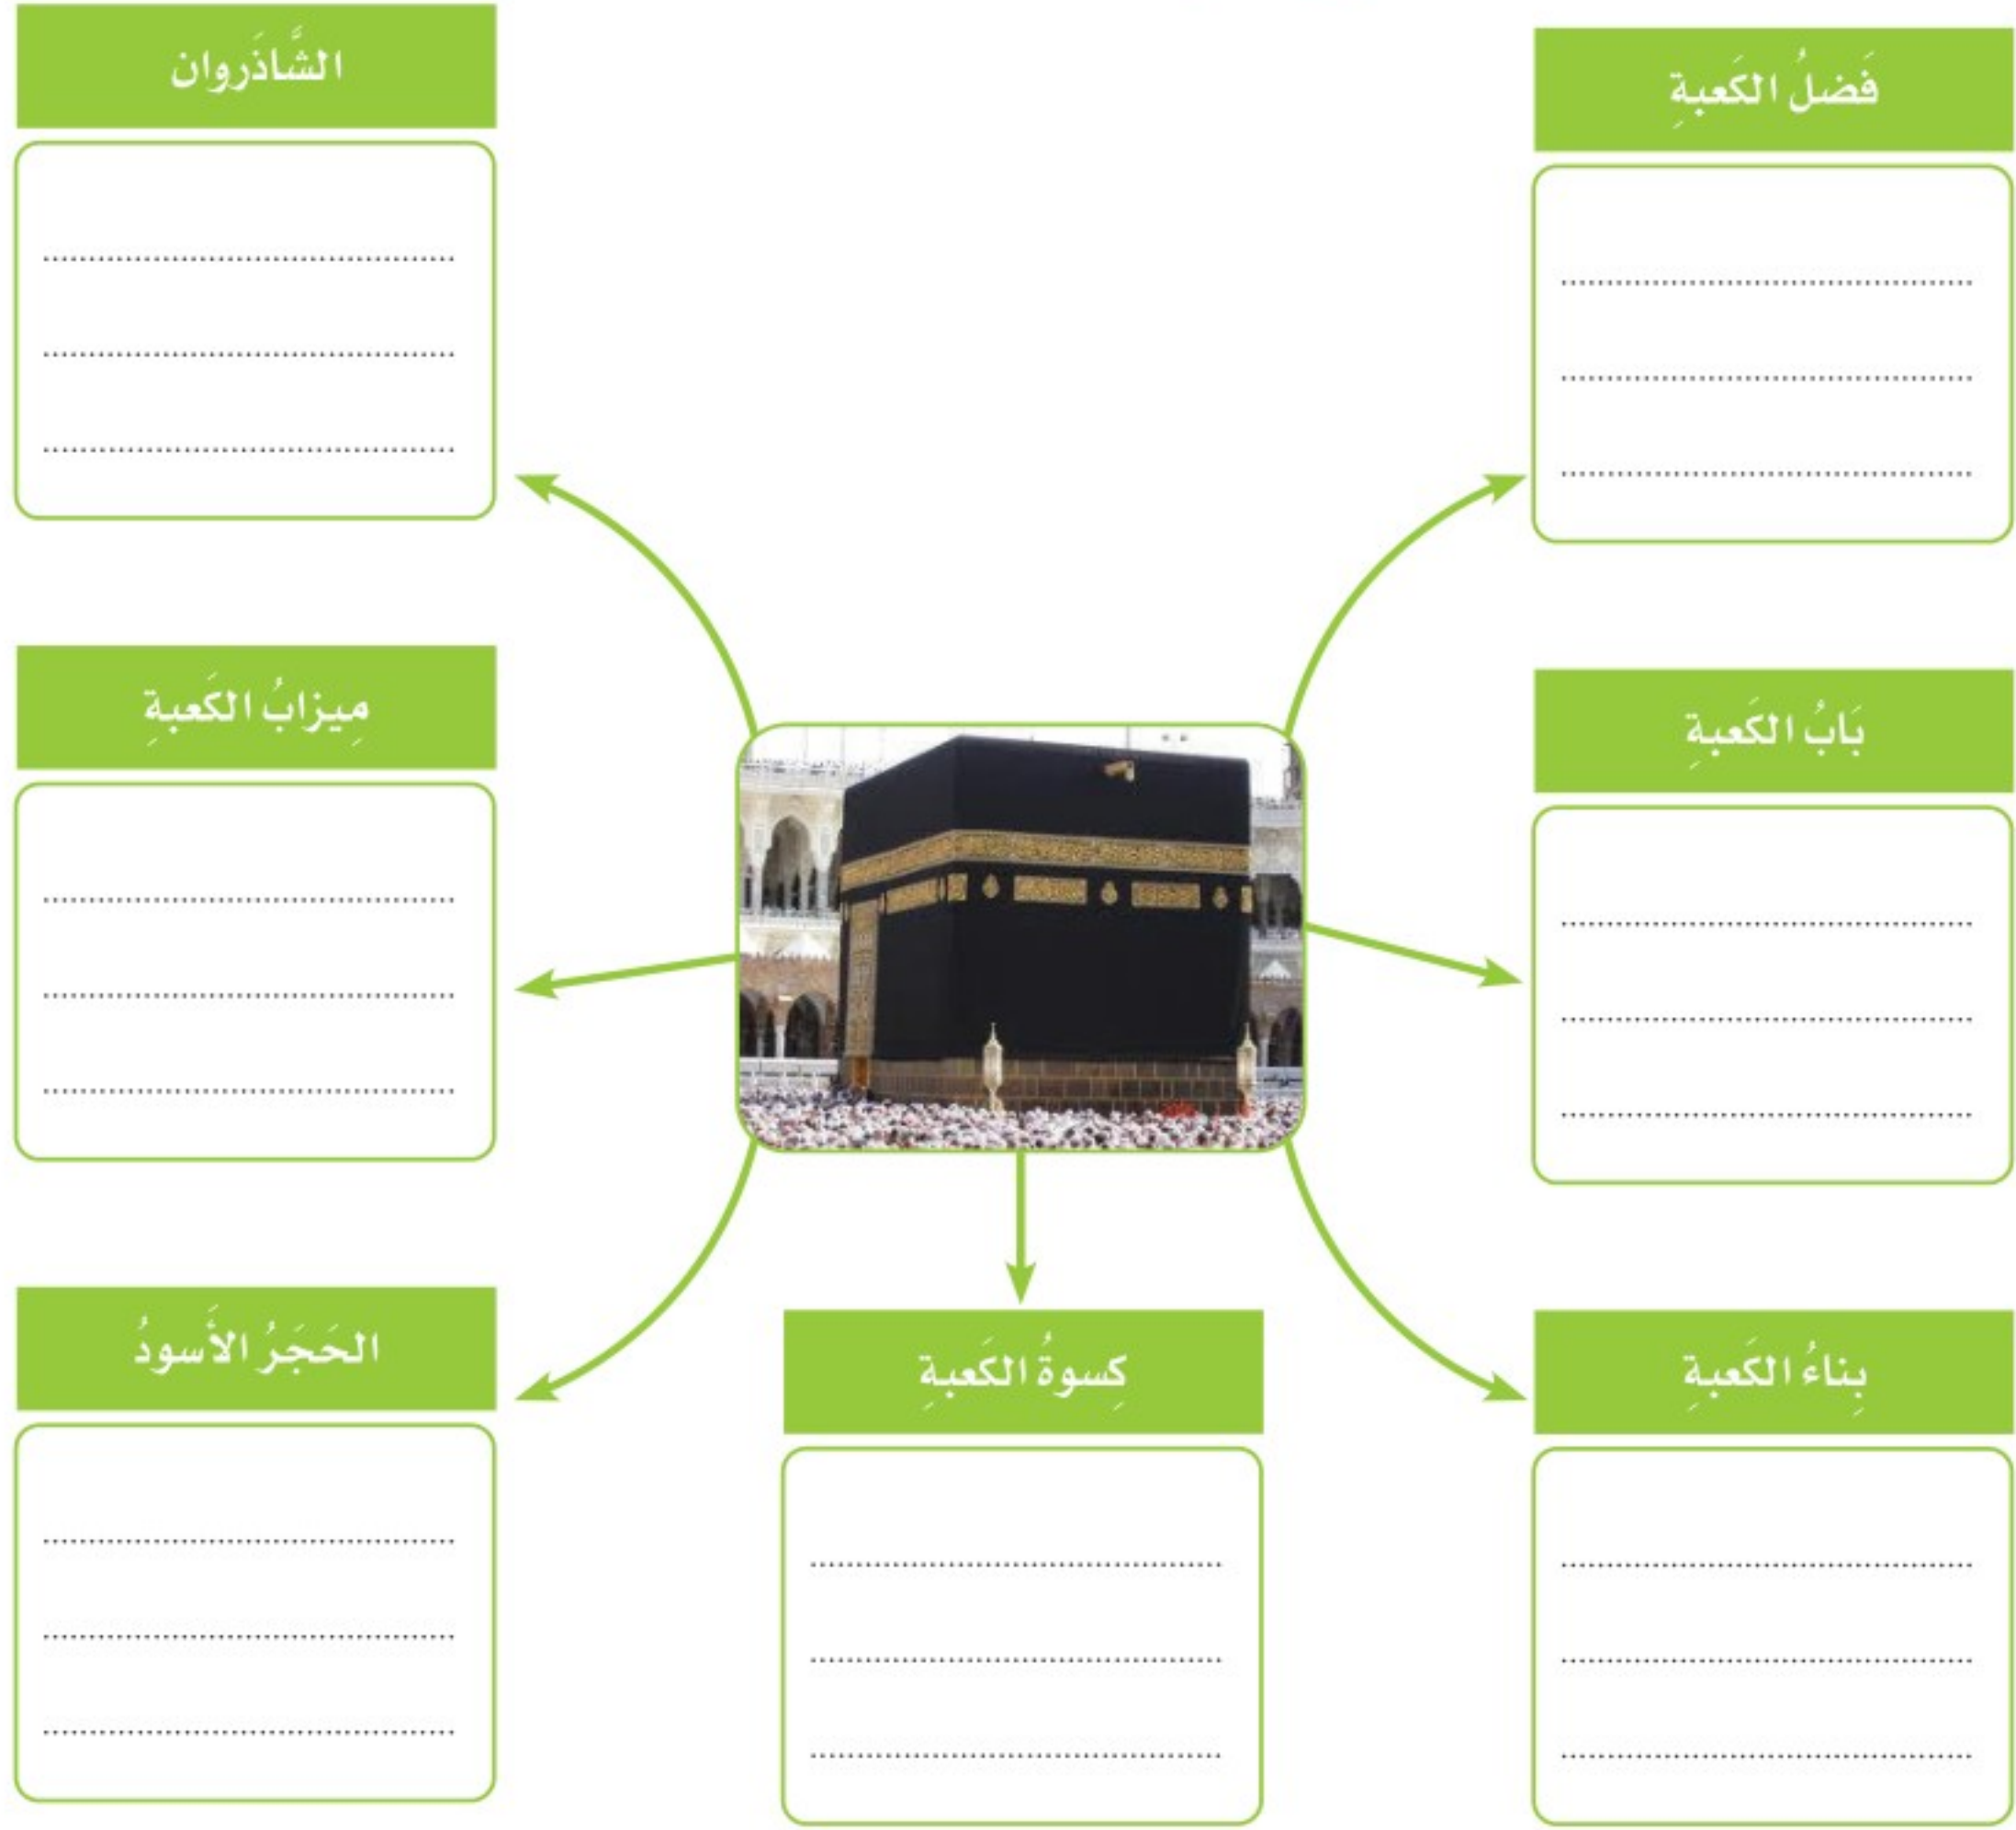 فَضلُ الكَعبةِ
الشَّاذَروان
بَابُ الكَعبةِ
مِيزابُ الكَعبةِ
بِناءُ الكَعبةِ
كِسوةُ الكَعبةِ
الحَجَرُ الأَسودُ